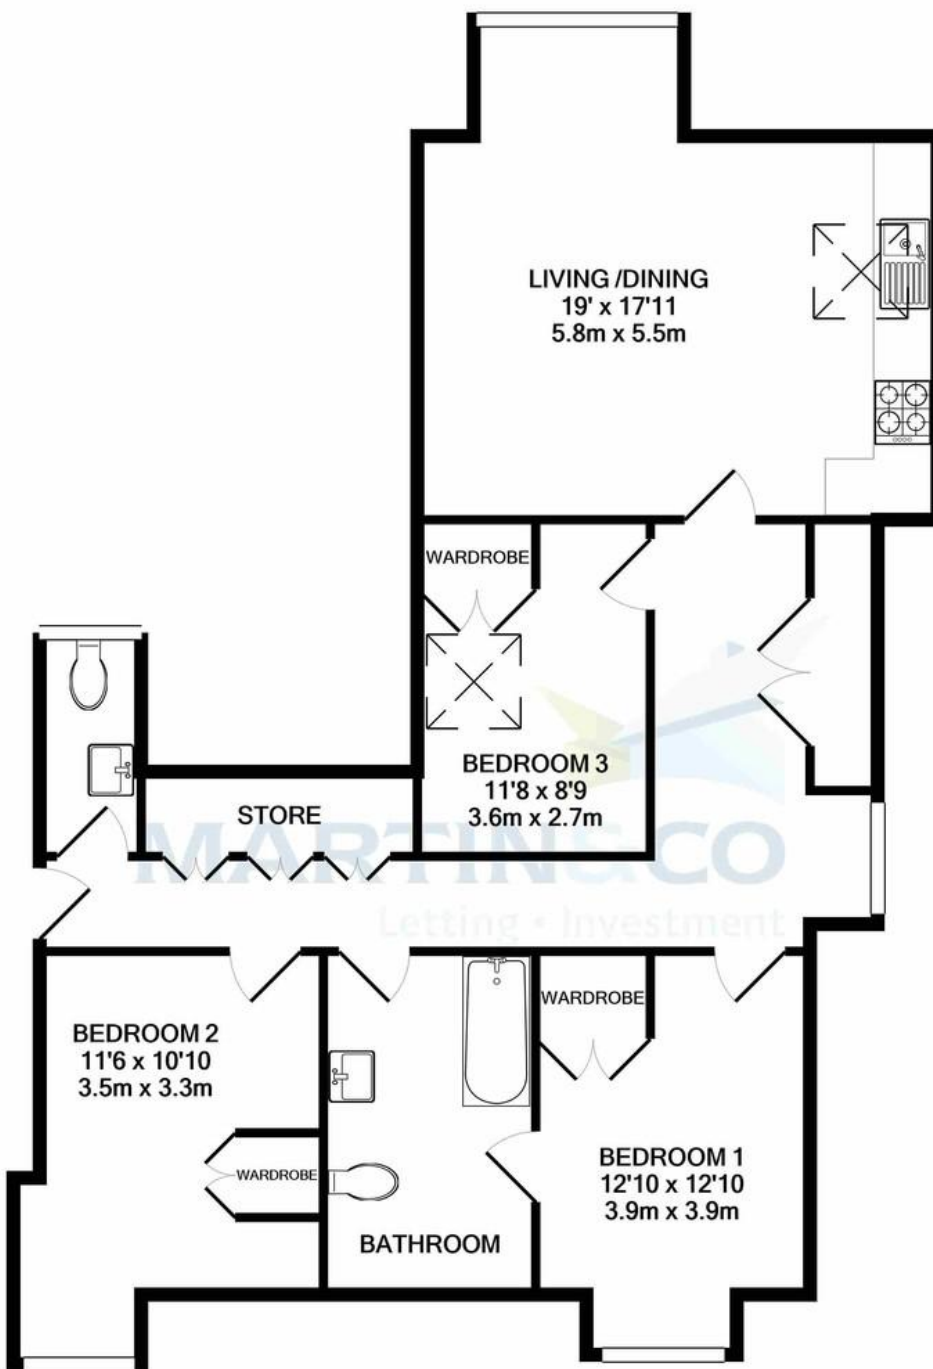 LIVING /DINING
19' x 17'11
5.8m x 5.5m
WARDROBE
BEDROOM 3
11'8 x 8'9
3.6m x 2.7m
STORE
MARTIN&CO
Letting • Investment
BEDROOM 2
11'6 x 10'10
3.5m x 3.3m
WARDROBE
WARDROBE
BEDROOM 1
12'10 x 12'10
3.9m x 3.9m
BATHROOM